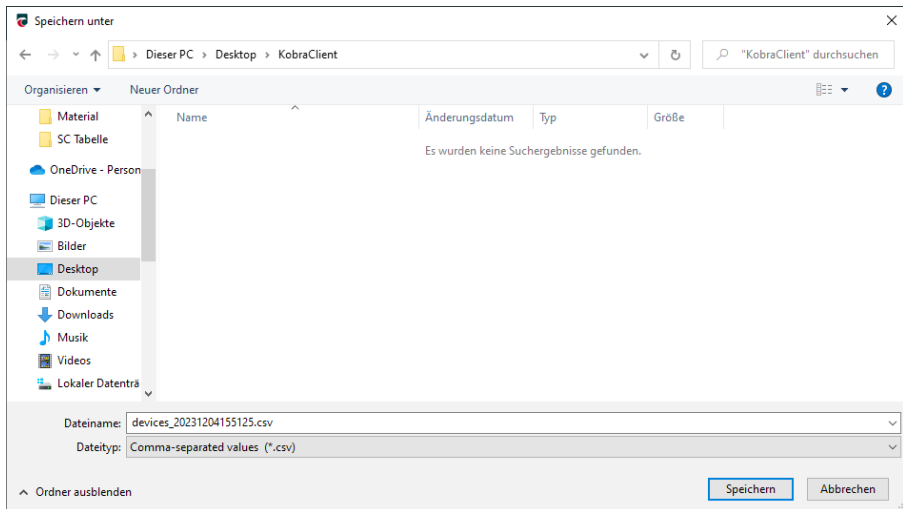 Speichern unter
Dieser PC > Desktop > KobraClient
"KobraClient" durchsuchen
Organisieren
Neuer Ordner
Name
Änderungsdatum
Typ
Größe
Es wurden keine Suchergebnisse gefunden.
Material
SC Tabelle
OneDrive - Person
Dieser PC
3D-Objekte
Bilder
Desktop
Dokumente
Downloads
Musik
Videos
Lokaler Datenträ
Dateiname: devices_20231204155125.csv
Dateityp: Comma-separated values (*.csv)
Ordner ausblenden
Speichern
Abbrechen